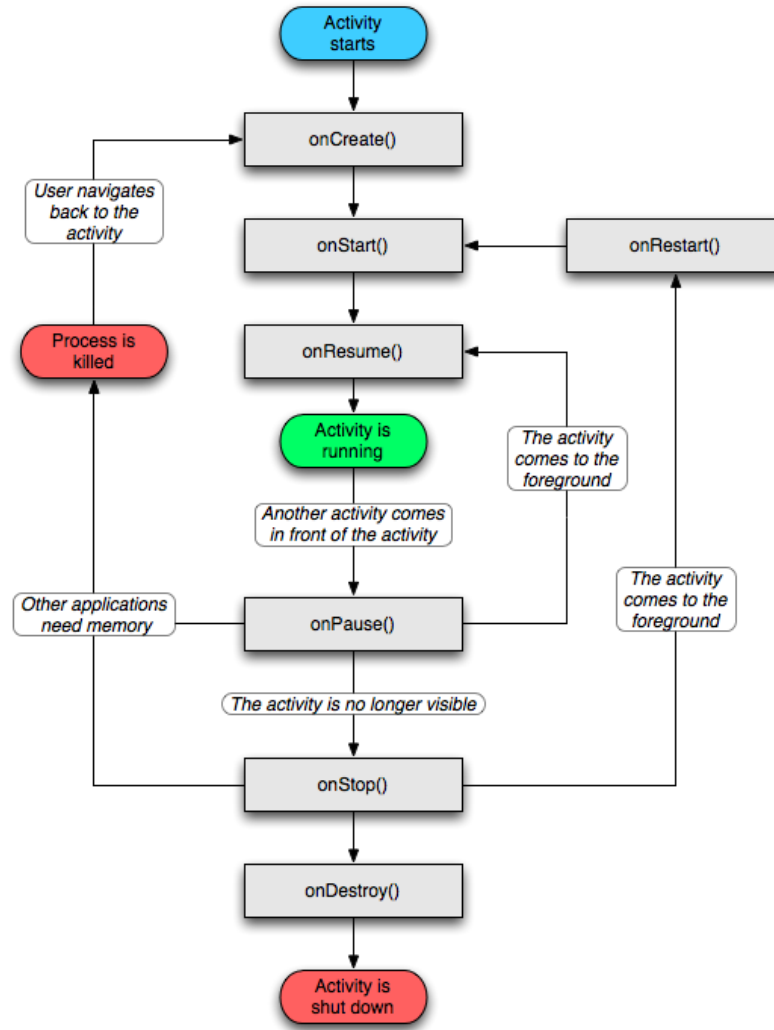 Activity
starts
onCreate()
User navigates
back to the
activity
onStart()
onRestart()
Process is
killed
onResume()
Activity is
running
The activity
comes to the
foreground
Another activity comes
in front of the activity
The activity
comes to the
foreground
Other applications
need memory
onPause()
The activity is no longer visible
onStop()
onDestroy()
Activity is
shut down